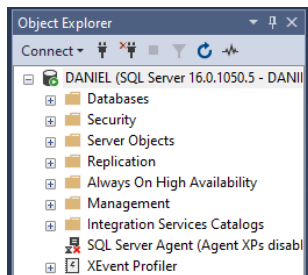 Object Explorer
Connect
DANIEL (SQL Server 16.0.1050.5 - DANI
Databases
Security
Server Objects
Replication
Always On High Availability
Management
Integration Services Catalogs
SQL Server Agent (Agent XPs disabl
XEvent Profiler